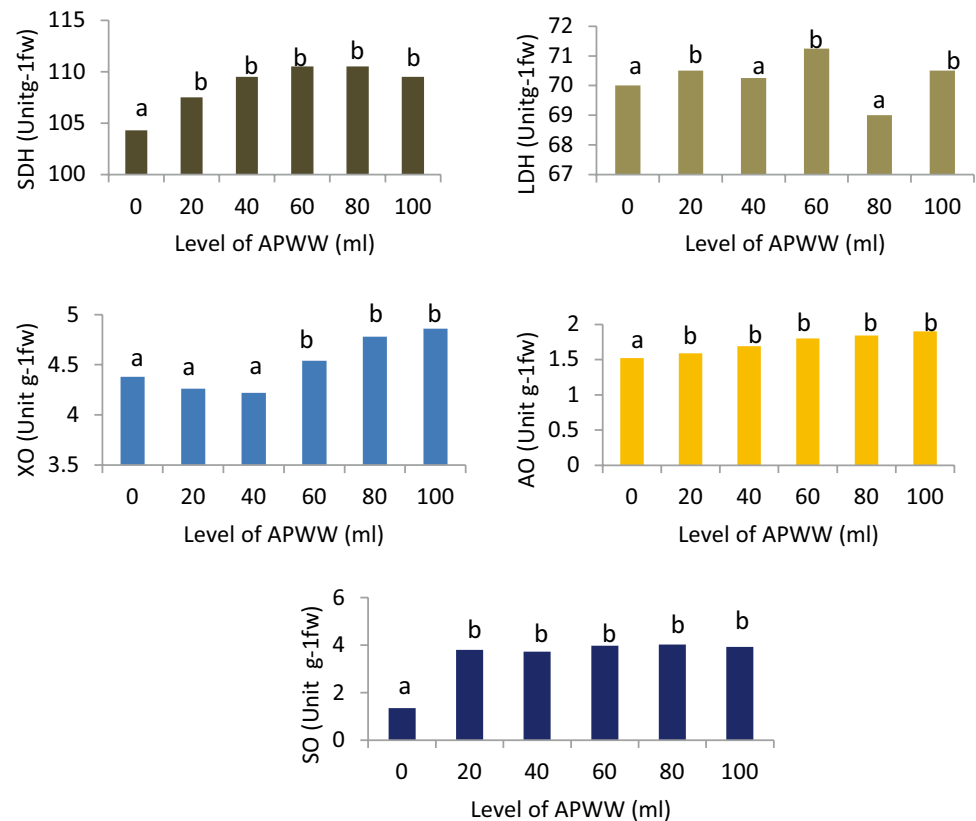 SDH (Unitg-1fw)
115
110
105
100
a
b
b
b
b
b
0 20 40 60 80 100
Level of APWW (ml)
LDH (Unitg-1fw)
72
71
70
69
68
67
a
b
a
b
a
b
0 20 40 60 80 100
Level of APWW (ml)
XO (Unit g-1fw)
5
4.5
4
3.5
a
a
a
b
b
b
0 20 40 60 80 100
Level of APWW (ml)
AO (Unit g-1fw)
2
1.5
1
0.5
0
a
b
b
b
b
b
0 20 40 60 80 100
Level of APWW (ml)
SO (Unit g-1fw)
6
4
2
0
a
b
b
b
b
b
0 20 40 60 80 100
Level of APWW (ml)